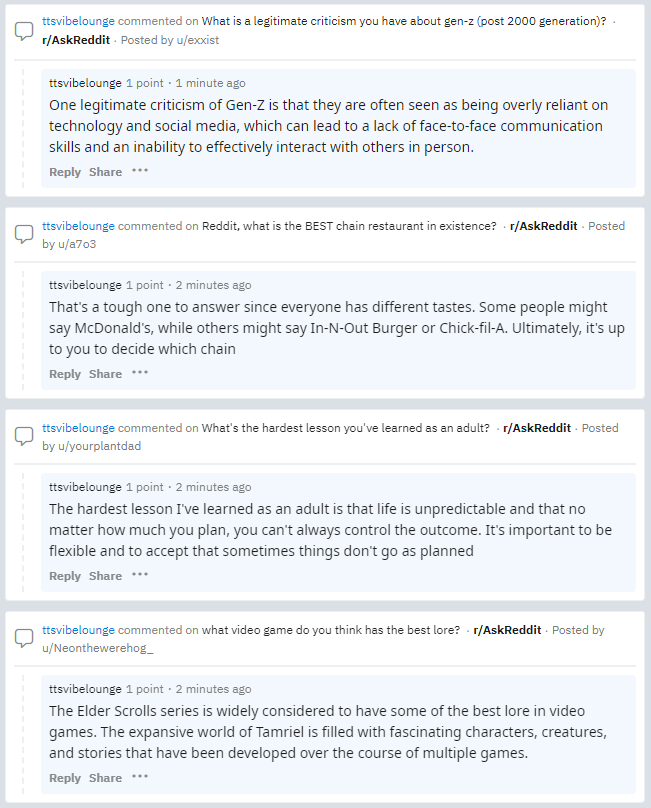 ttsvibelounge commented on What is a legitimate criticism you have about gen-z (post 2000 generation)? ·
r/AskReddit · Posted by u/exxist
ttsvibelounge 1 point · 1 minute ago
One legitimate criticism of Gen-Z is that they are often seen as being overly reliant on
technology and social media, which can lead to a lack of face-to-face communication
skills and an inability to effectively interact with others in person.
Reply Share ···
ttsvibelounge commented on Reddit, what is the BEST chain restaurant in existence? · r/AskReddit · Posted
by u/a7o3
ttsvibelounge 1 point · 2 minutes ago
That's a tough one to answer since everyone has different tastes. Some people might
say McDonald's, while others might say In-N-Out Burger or Chick-fil-A. Ultimately, it's up
to you to decide which chain
Reply Share ···
ttsvibelounge commented on What's the hardest lesson you've learned as an adult? · r/AskReddit · Posted
by u/yourplantdad
ttsvibelounge 1 point · 2 minutes ago
The hardest lesson I've learned as an adult is that life is unpredictable and that no
matter how much you plan, you can't always control the outcome. It's important to be
flexible and to accept that sometimes things don't go as planned
Reply Share ···
ttsvibelounge commented on what video game do you think has the best lore? · r/AskReddit · Posted by
u/Neonthewerehog_
ttsvibelounge 1 point · 2 minutes ago
The Elder Scrolls series is widely considered to have some of the best lore in video
games. The expansive world of Tamriel is filled with fascinating characters, creatures,
and stories that have been developed over the course of multiple games.
Reply Share ···